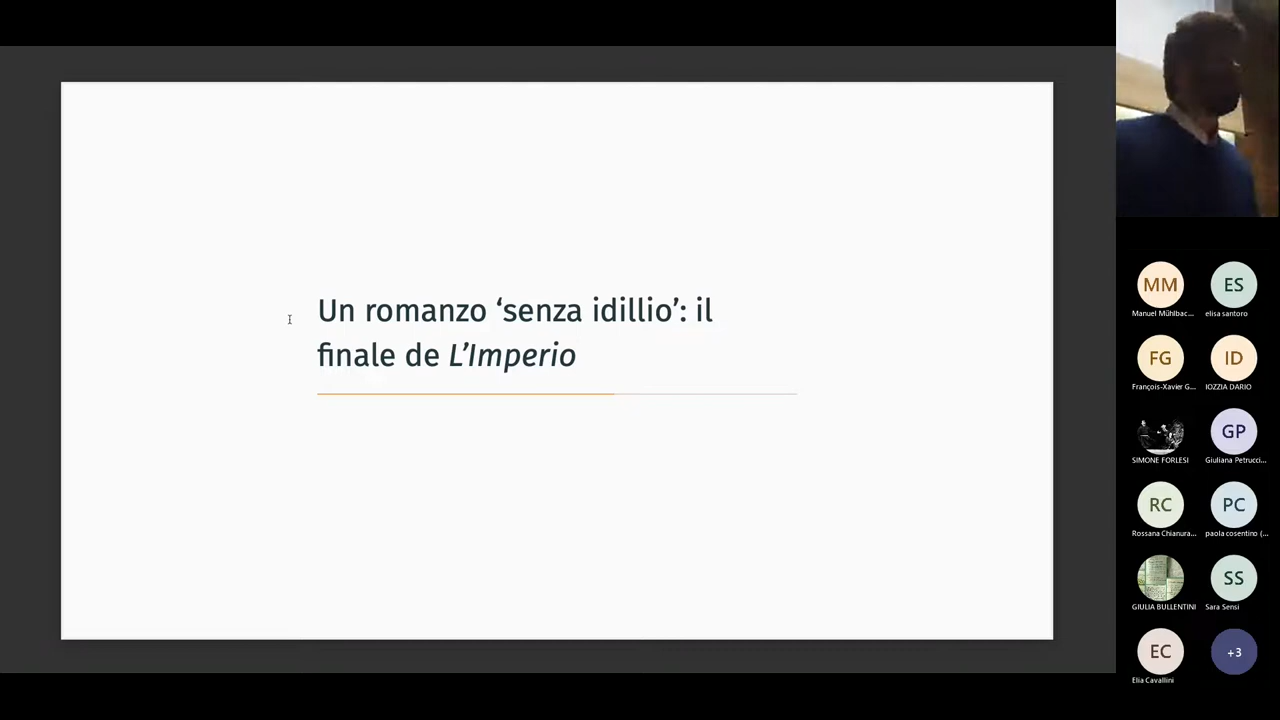 Un romanzo ‘senza idillio’: il
finale de L’Imperio
MM
Manuel Mühlbac...
ES
elisa santoro
FG
François-Xavier G...
ID
IOZZIA DARIO
SIMONE FORLESI
GP
Giuliana Petrucci...
RC
Rossana Chianura...
PC
paola cosentino (...
GIULIA BULLENTINI
SS
Sara Sensi
EC
Elia Cavallini
+3